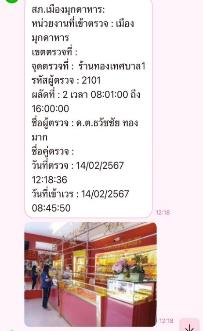 สภ.เมืองมุกดาหาร:
หน่วยงานที่เข้าตรวจ : เมือง
มุกดาหาร
เขตตรวจที่ :
จุดตรวจที่ : ร้านทองเทศบาล1
รหัสผู้ตรวจ : 2101
ผลัดที่ : 2 เวลา 08:01:00 ถึง
16:00:00
ชื่อผู้ตรวจ : ด.ต.ธวัชชัย ทอง
มาก
ชื่อคู่ตรวจ :
วันที่ตรวจ : 14/02/2567
12:18:36
วันที่เข้าเวร : 14/02/2567
08:45:50
12:18
12:18